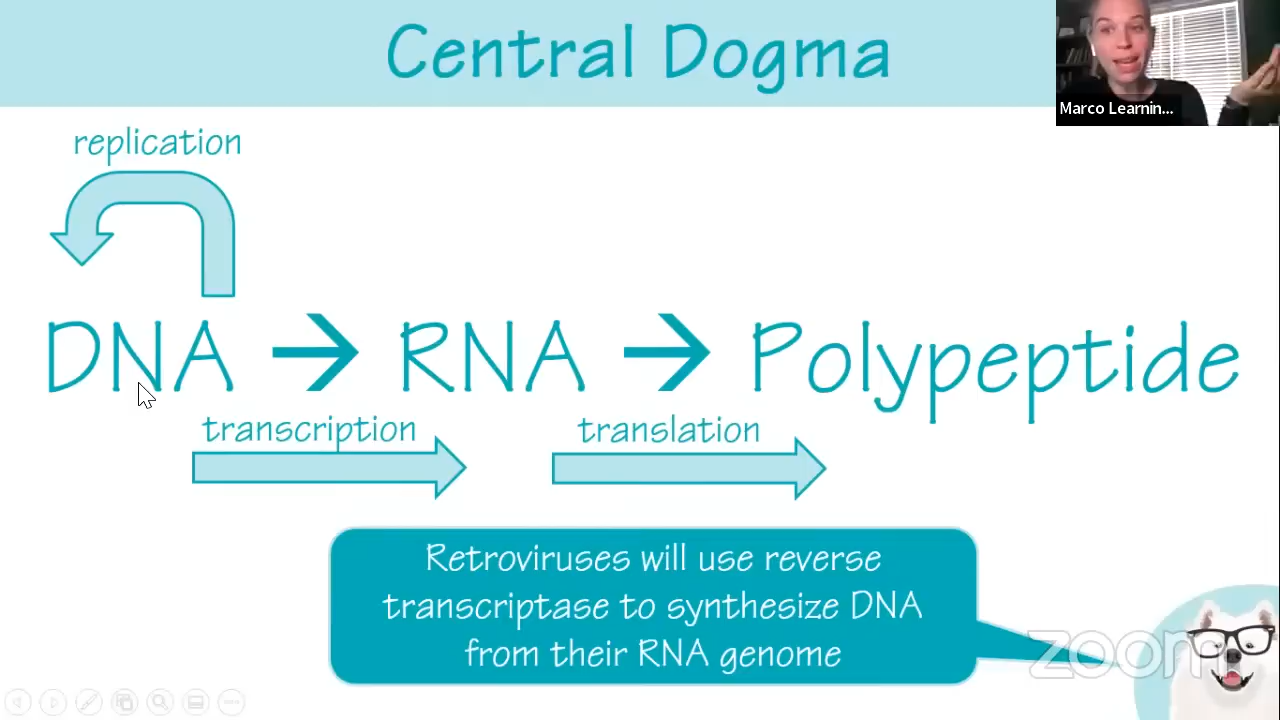 Central Dogma
Marco Learnin...
replication
DNA → RNA → Polypeptide
transcription
translation
Retroviruses will use reverse
transcriptase to synthesize DNA
from their RNA genome
zoom